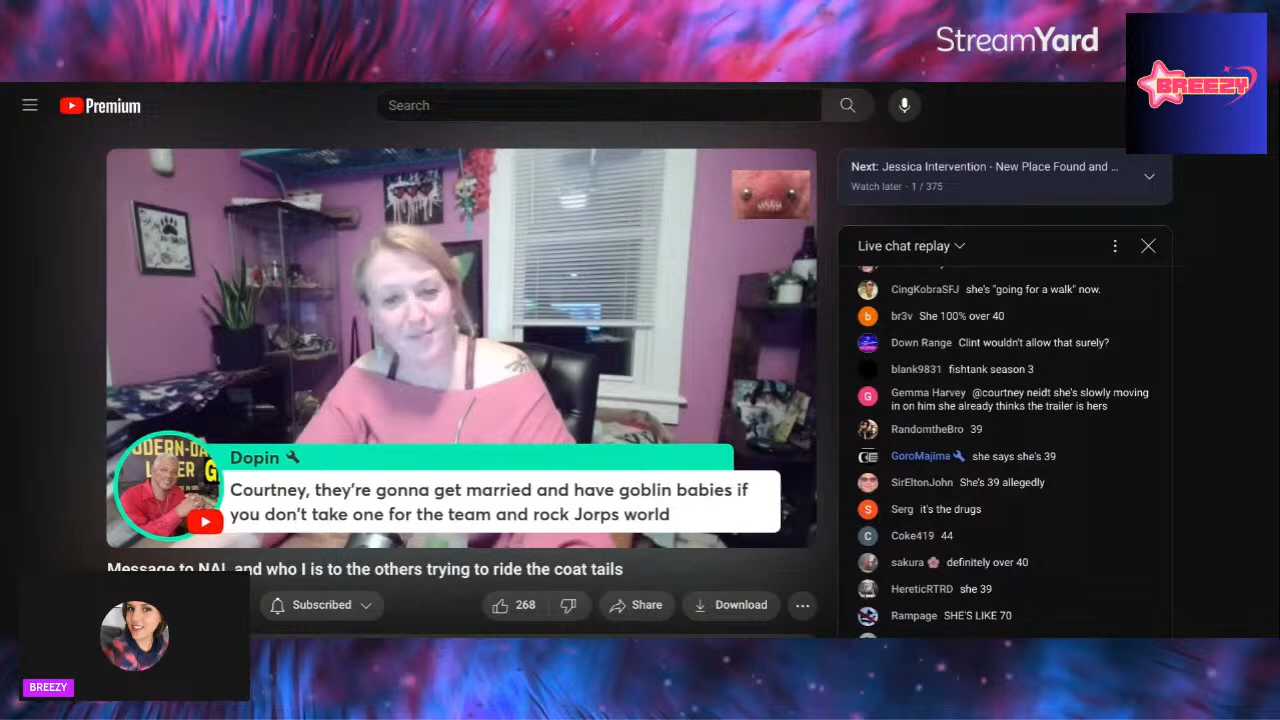 StreamYard
BREEZY
Premium
Search
Next: Jessica Intervention - New Place Found and ...
Watch later · 1 / 375
Live chat replay
CingKobraSFJ she's "going for a walk" now.
b br3v She 100% over 40
Down Range Clint wouldn't allow that surely?
blank9831 fishtank season 3
G Gemma Harvey @courtney neidt she's slowly moving
in on him she already thinks the trailer is hers
RandomtheBro 39
GoroMajima she says she's 39
SirEltonJohn She's 39 allegedly
S Serg it's the drugs
C Coke419 44
sakura 🌸 definitely over 40
HereticRTRD she 39
Rampage SHE'S LIKE 70
Dopin
Courtney, they're gonna get married and have goblin babies if
you don't take one for the team and rock Jorps world
Message to NAL and who I is to the others trying to ride the coat tails
Subscribed
268
Share
Download
BREEZY